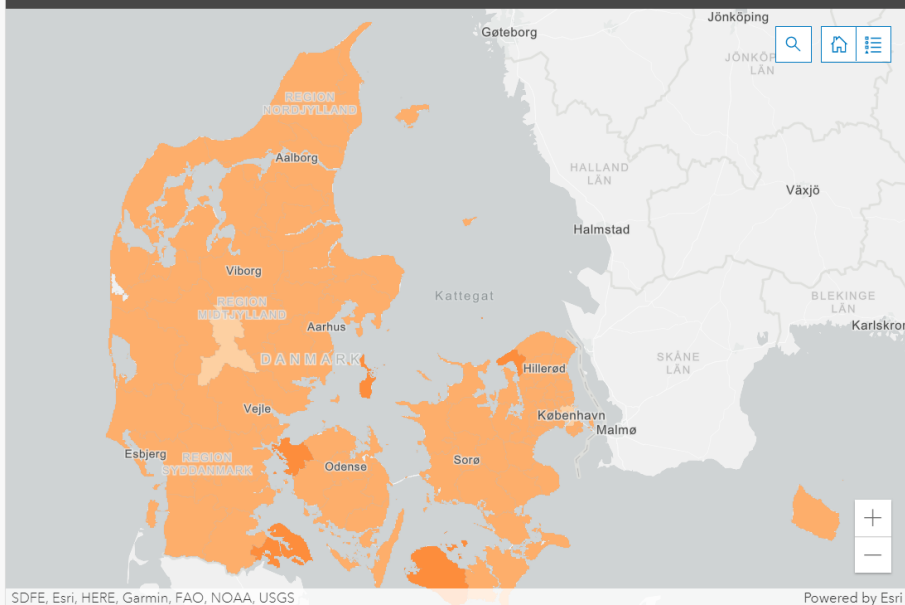 Jönköping
Gøteborg
JÖNKÖP
LÄN
REGION
NORDJYLLAND
Aalborg
HALLAND
LÄN
Växjö
Halmstad
Viborg
Kattegat
BLEKINGE
LÄN
REGION
MIDTJYLLAND
Aarhus
Karlskron
DANMARK
SKÅNE
LÄN
Hillerød
Vejle
København
Malmø
Esbjerg
REGION
SYDDANMARK
Odense
Sorø
SDFE, Esri, HERE, Garmin, FAO, NOAA, USGS
Powered by Esri